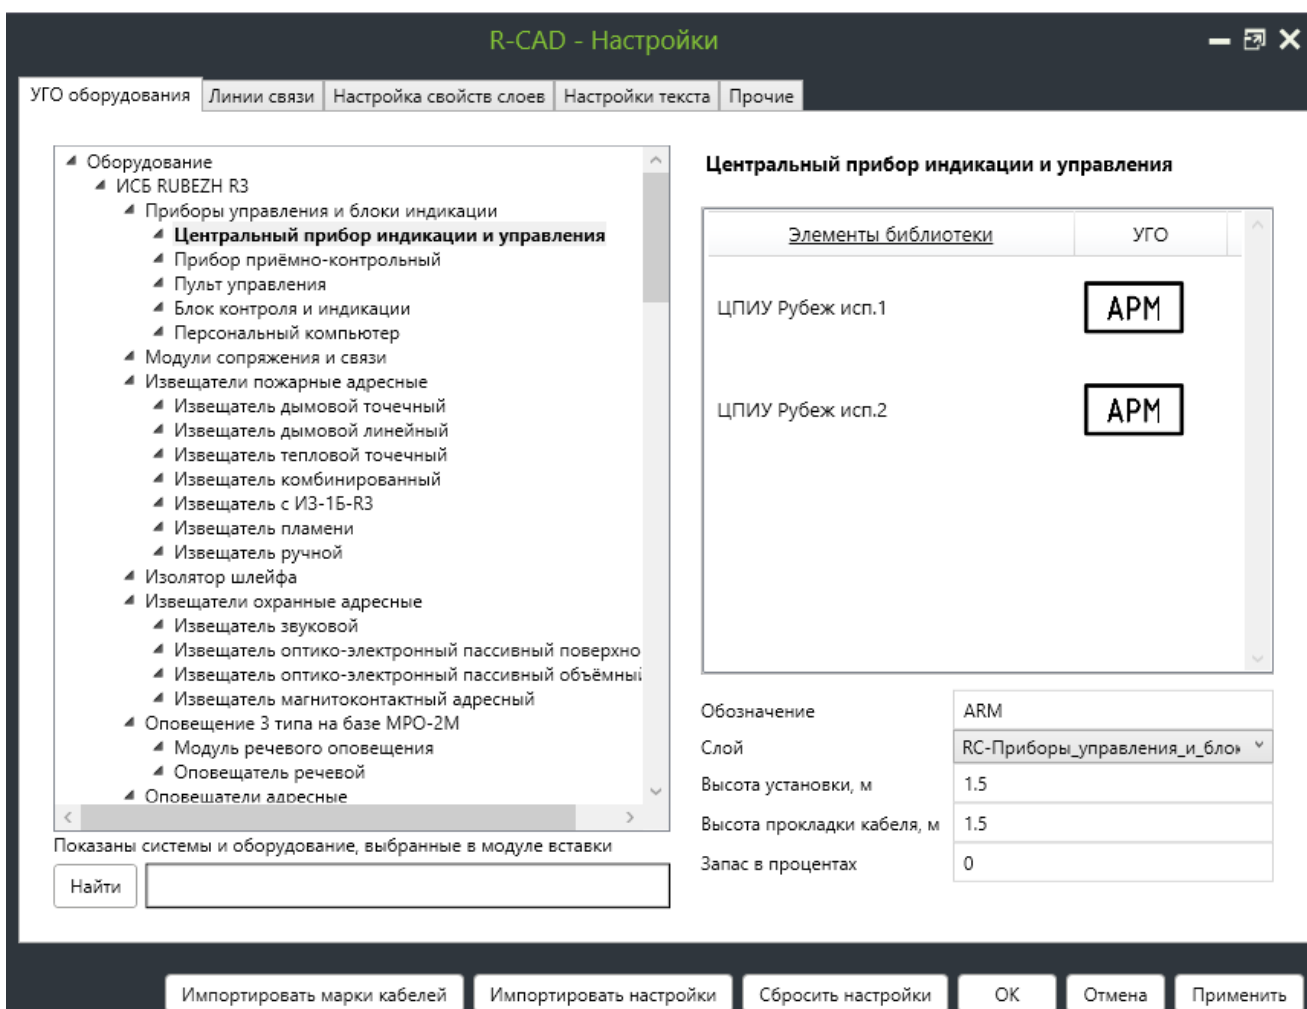 R-CAD - Настройки
УГО оборудования
Линии связи
Настройка свойств слоев
Настройки текста
Прочие
Оборудование
ИСБ RUBEZH R3
Приборы управления и блоки индикации
Центральный прибор индикации и управления
Прибор приёмно-контрольный
Пульт управления
Блок контроля и индикации
Персональный компьютер
Модули сопряжения и связи
Извещатели пожарные адресные
Извещатель дымовой точечный
Извещатель дымовой линейный
Извещатель тепловой точечный
Извещатель комбинированный
Извещатель с ИЗ-1Б-R3
Извещатель пламени
Извещатель ручной
Изолятор шлейфа
Извещатели охранные адресные
Извещатель звуковой
Извещатель оптико-электронный пассивный поверхно
Извещатель оптико-электронный пассивный объёмный
Извещатель магнитоконтактный адресный
Оповещение 3 типа на базе МРО-2М
Модуль речевого оповещения
Оповещатель речевой
Оповещатели адресные
Показаны системы и оборудование, выбранные в модуле вставки
Найти
Центральный прибор индикации и управления
Элементы библиотеки
УГО
ЦПИУ Рубеж исп.1
АРМ
ЦПИУ Рубеж исп.2
АРМ
Обозначение
ARM
Слой
RC-Приборы_управления_и_блок
Высота установки, м
1.5
Высота прокладки кабеля, м
1.5
Запас в процентах
0
Импортировать марки кабелей
Импортировать настройки
Сбросить настройки
ОК
Отмена
Применить